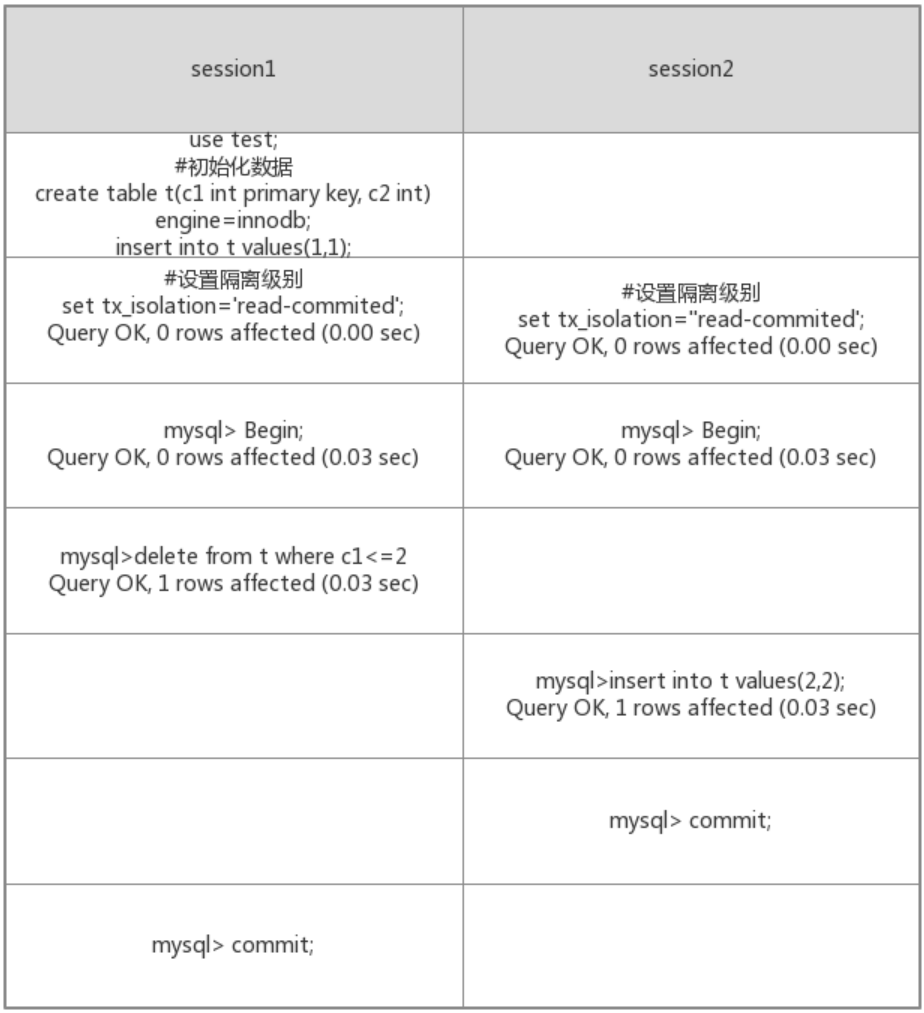 session1
session2
use test;
#初始化数据
create table t(c1 int primary key, c2 int)
engine=innodb;
insert into t values(1,1);
#设置隔离级别
set tx_isolation='read-commited';
Query OK, 0 rows affected (0.00 sec)
#设置隔离级别
set tx_isolation="read-commited';
Query OK, 0 rows affected (0.00 sec)
mysql> Begin;
Query OK, 0 rows affected (0.03 sec)
mysql> Begin;
Query OK, 0 rows affected (0.03 sec)
mysql>delete from t where c1<=2
Query OK, 1 rows affected (0.03 sec)
mysql>insert into t values(2,2);
Query OK, 1 rows affected (0.03 sec)
mysql> commit;
mysql> commit;